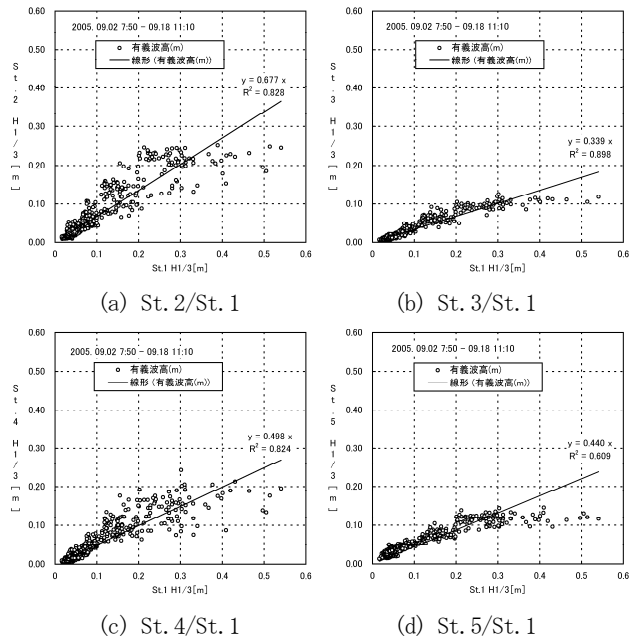 2005. 09.02 7:50 - 09.18 11:10
有義波高(m)
線形 (有義波高(m))
y = 0.677 x
R² = 0.828
St.2 H1/3 [m]
0.60
0.50
0.40
0.30
0.20
0.10
0.00
0 0.1 0.2 0.3 0.4 0.5 0.6
St.1 H1/3[m]
(a) St.2/St.1
2005. 09.02 7:50 - 09.18 11:10
有義波高(m)
線形 (有義波高(m))
y = 0.339 x
R² = 0.898
St.3 H1/3 [m]
0.60
0.50
0.40
0.30
0.20
0.10
0.00
0 0.1 0.2 0.3 0.4 0.5 0.6
St.1 H1/3[m]
(b) St.3/St.1
2005. 09.02 7:50 - 09.18 11:10
有義波高(m)
線形 (有義波高(m))
y = 0.498 x
R² = 0.824
St.4 H1/3 [m]
0.60
0.50
0.40
0.30
0.20
0.10
0.00
0 0.1 0.2 0.3 0.4 0.5 0.6
St.1 H1/3[m]
(c) St.4/St.1
2005. 09.02 7:50 - 09.18 11:10
有義波高(m)
線形 (有義波高(m))
y = 0.440 x
R² = 0.609
St.5 H1/3 [m]
0.60
0.50
0.40
0.30
0.20
0.10
0.00
0 0.1 0.2 0.3 0.4 0.5 0.6
St.1 H1/3[m]
(d) St.5/St.1